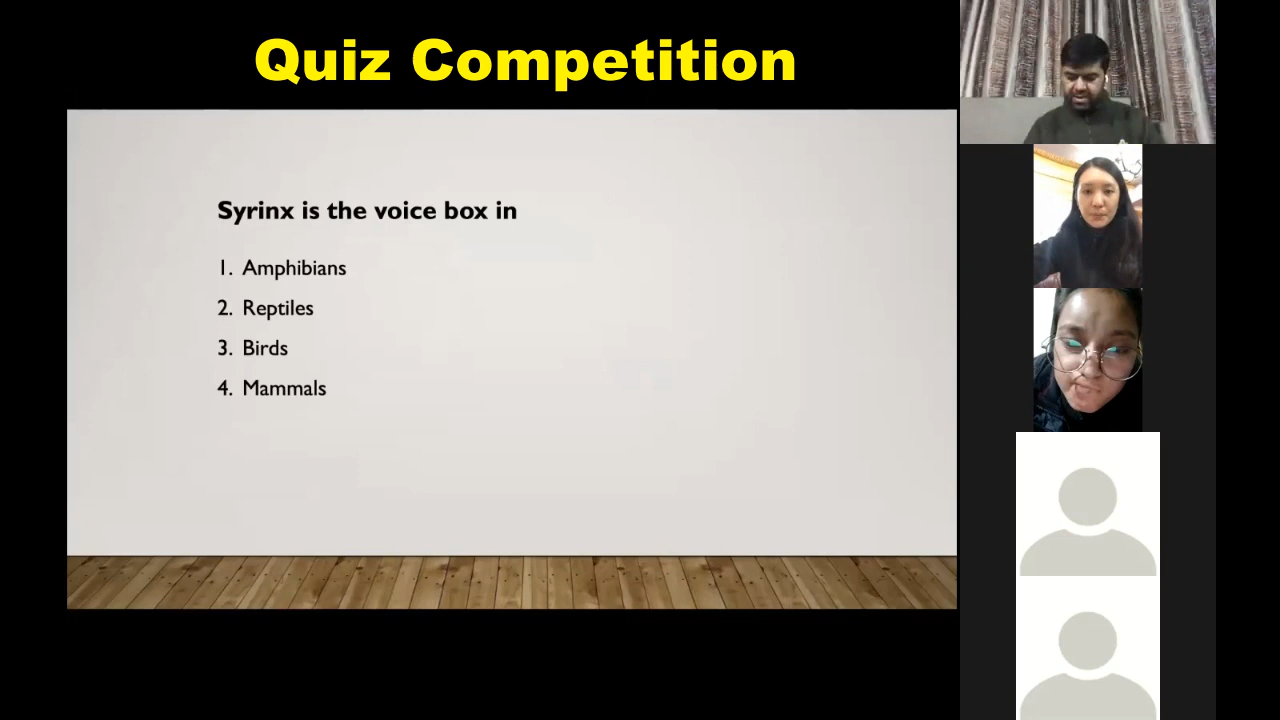 Quiz Competition
Syrinx is the voice box in
1. Amphibians
2. Reptiles
3. Birds
4. Mammals